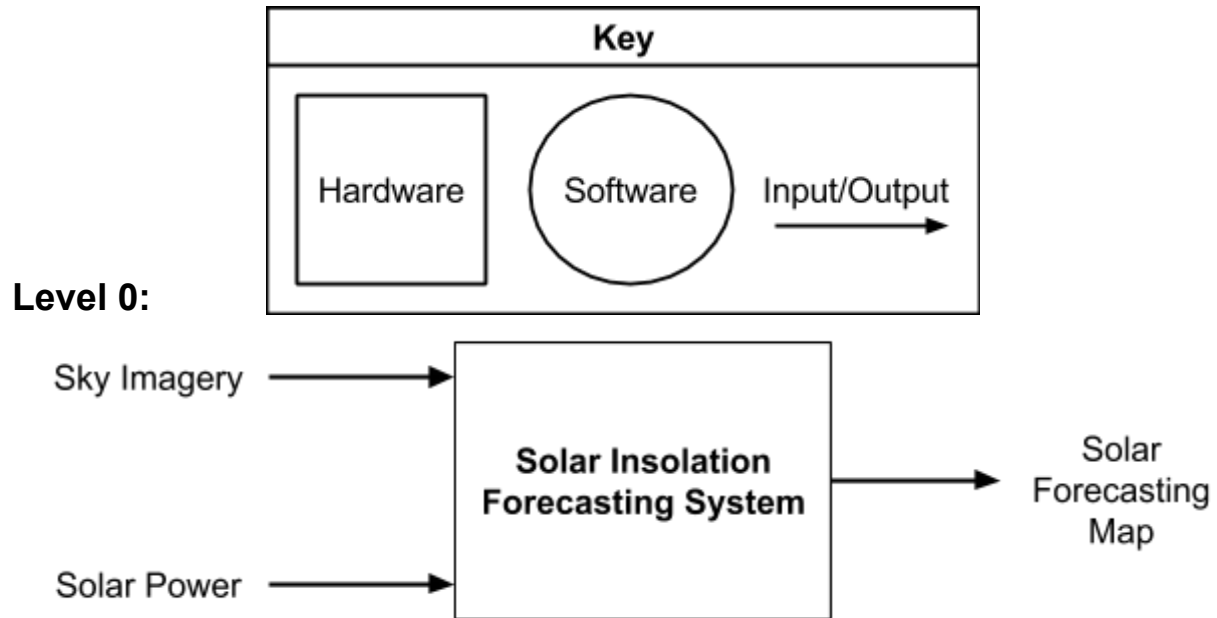 Key
Hardware
Software
Input/Output
Level 0:
Sky Imagery
Solar Power
Solar Insolation
Forecasting System
Solar
Forecasting
Map